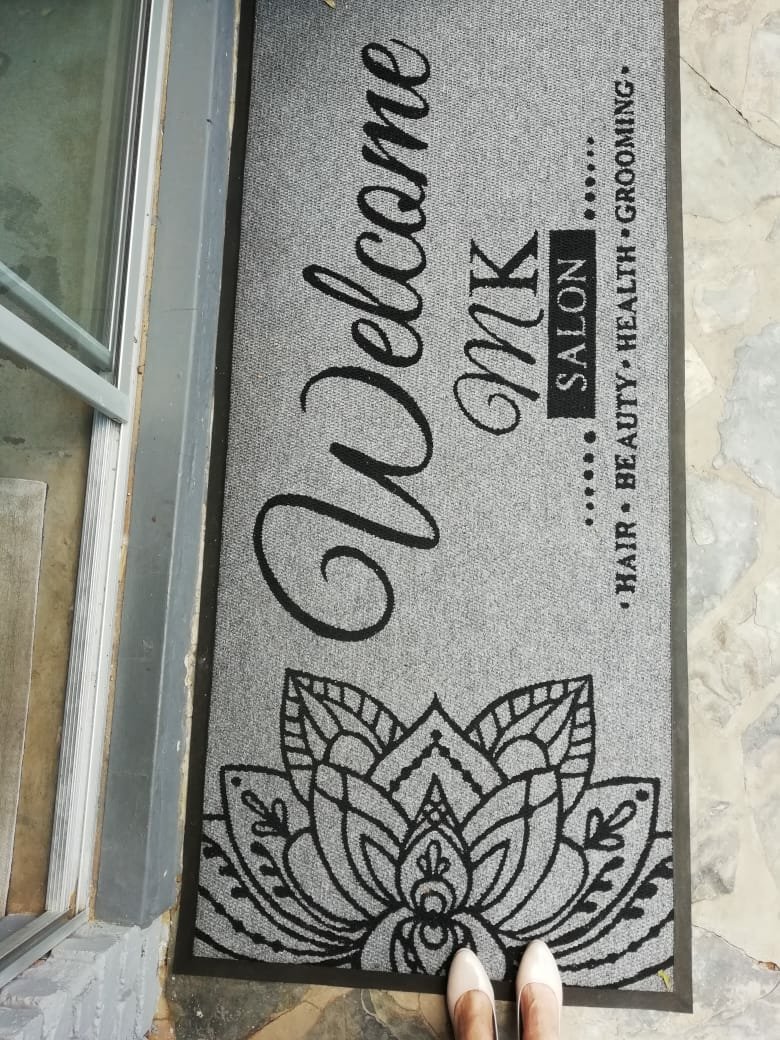 Welcome
MK
SALON
• HAIR • BEAUTY • HEALTH • GROOMING •